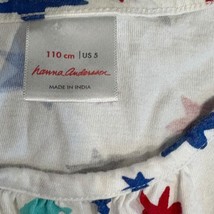 110 cm | US 5
hanna andersson
MADE IN INDIA